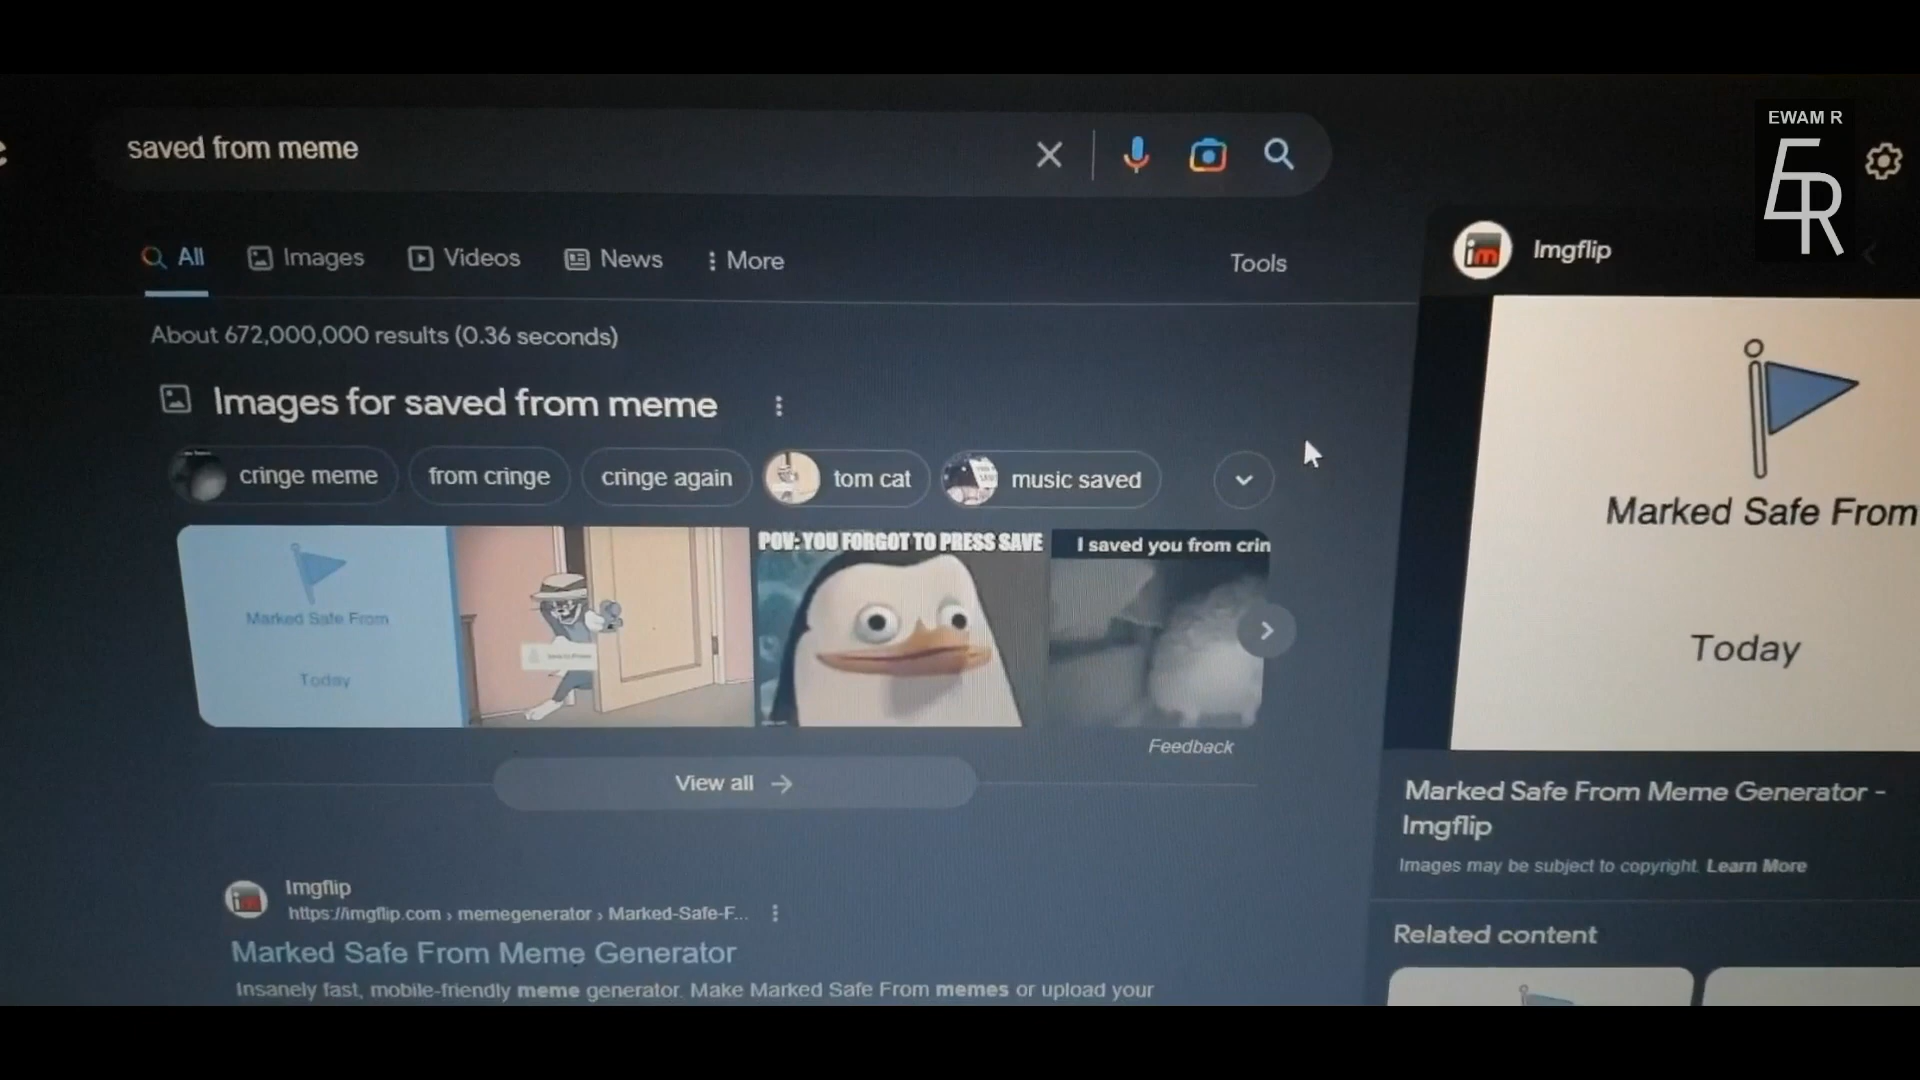 EWAM R
ER
saved from meme
All
Images
Videos
News
More
Tools
About 672,000,000 results (0.36 seconds)
Images for saved from meme
cringe meme
from cringe
cringe again
tom cat
music saved
Marked Safe From
Today
POV: YOU FORGOT TO PRESS SAVE
I saved you from crin
Feedback
View all
Imgflip
https://imgflip.com › memegenerator › Marked-Safe-F...
Marked Safe From Meme Generator
Insanely fast, mobile-friendly meme generator. Make Marked Safe From memes or upload your
im
Imgflip
Marked Safe From
Today
Marked Safe From Meme Generator -
Imgflip
Images may be subject to copyright. Learn More
Related content